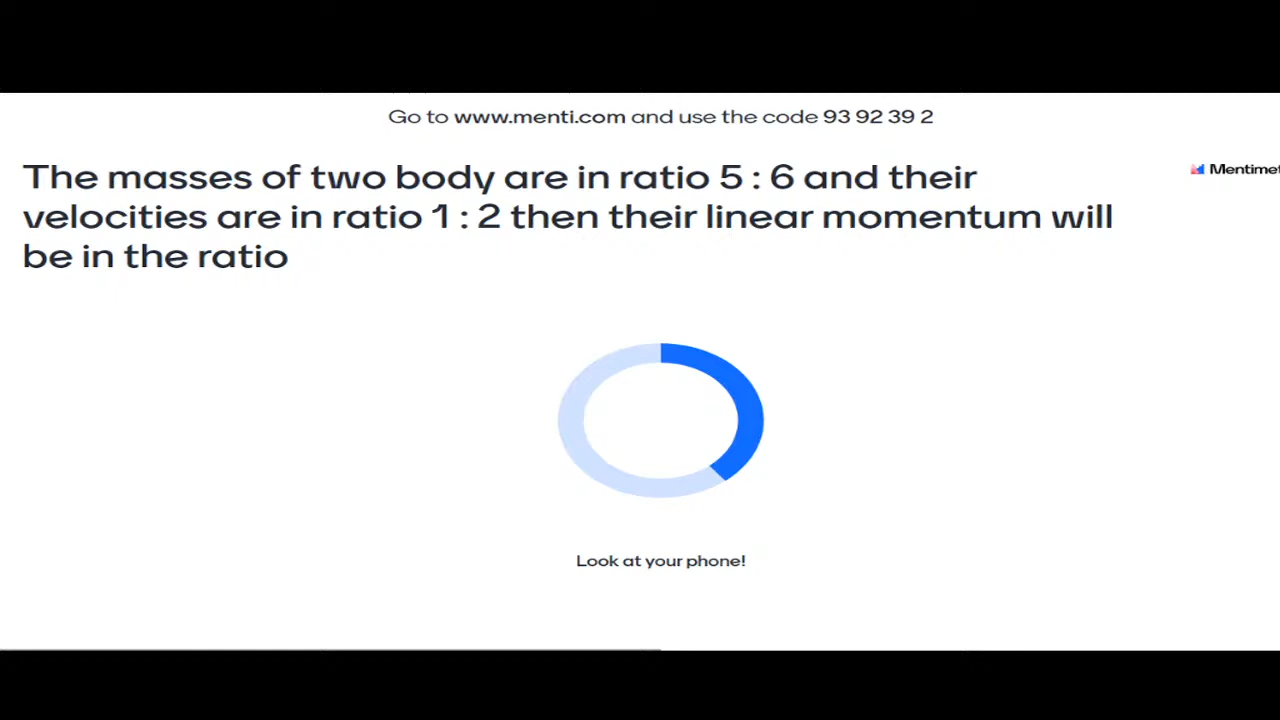 Go to www.menti.com and use the code 93 92 39 2
The masses of two body are in ratio 5 : 6 and their
velocities are in ratio 1 : 2 then their linear momentum will
be in the ratio
Mentimet
Look at your phone!